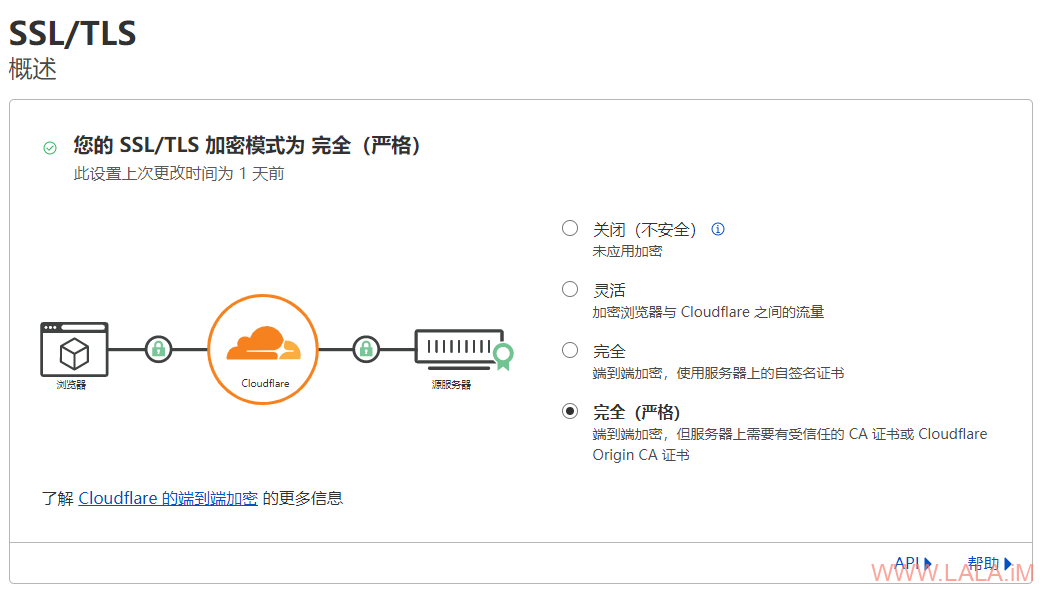 SSL/TLS
概述
您的 SSL/TLS 加密模式为 完全（严格）
此设置上次更改时间为 1 天前
关闭（不安全）
未应用加密
灵活
加密浏览器与 Cloudflare 之间的流量
完全
端到端加密，使用服务器上的自签名证书
完全（严格）
端到端加密，但服务器上需要有受信任的 CA 证书或 Cloudflare
Origin CA 证书
浏览器
Cloudflare
源服务器
了解 Cloudflare 的端到端加密 的更多信息
API
帮助
WWW.LALA.iM